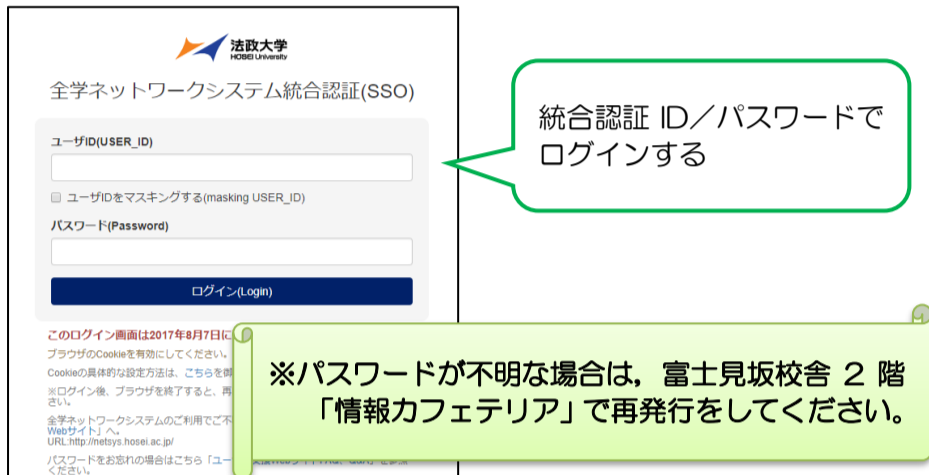 法政大学
HOSEI University
全学ネットワークシステム統合認証(SSO)
ユーザID(USER_ID)
ユーザIDをマスキングする(masking USER_ID)
パスワード(Password)
ログイン(Login)
統合認証 ID／パスワードで
ログインする
このログイン画面は2017年8月7日に
ブラウザのCookieを有効にしてください。
Cookieの具体的な設定方法は、こちらを御
※ログイン後、ブラウザを終了すると、再
さい。
全学ネットワークシステムのご利用でご不
Webサイト」へ。
URL:http://netsys.hosei.ac.jp/
パスワードをお忘れの場合はこちら「ユー
ください。
※パスワードが不明な場合は，富士見坂校舎 ２ 階
「情報カフェテリア」で再発行をしてください。